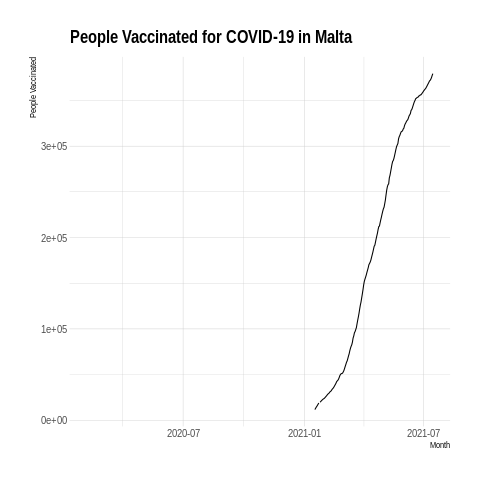 People Vaccinated for COVID-19 in Malta
People Vaccinated
3e+05
2e+05
1e+05
0e+00
2020-07
2021-01
2021-07
Month